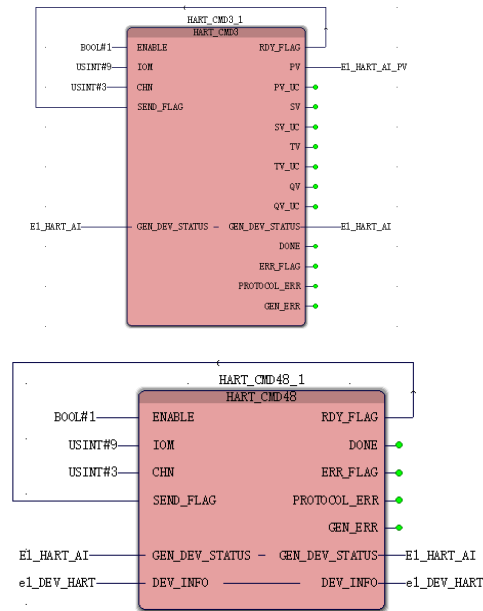 HART_CMD3_1
HART_CMD3
BOOL#1 ENABLE RDY_FLAG
USINT#9 IOM PV E1_HART_AI_PV
USINT#3 CHN PV_UC
SEND_FLAG SV
SV_UC
TV
TV_UC
QV
QV_UC
E1_HART_AI GEN_DEV_STATUS – GEN_DEV_STATUS E1_HART_AI
DONE
ERR_FLAG
PROTOCOL_ERR
GEN_ERR
HART_CMD48_1
HART_CMD48
BOOL#1 ENABLE RDY_FLAG
USINT#9 IOM DONE
USINT#3 CHN ERR_FLAG
SEND_FLAG PROTOCOL_ERR
GEN_ERR
E1_HART_AI GEN_DEV_STATUS – GEN_DEV_STATUS E1_HART_AI
e1_DEV_HART DEV_INFO DEV_INFO e1_DEV_HART